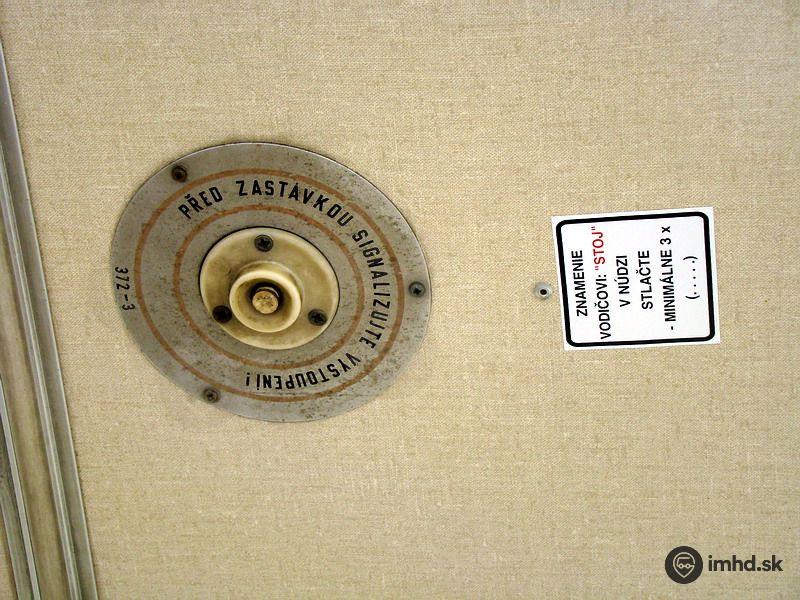 PŘED ZASTÁVKOU SIGNALIZUJTE VYSTOUPENÍ!
372-3
ZNAMENIE
VODIČOVI: "STOJ"
V NÚDZI
STLAČTE
- MINIMÁLNE 3 x
(.....)
imhd.sk